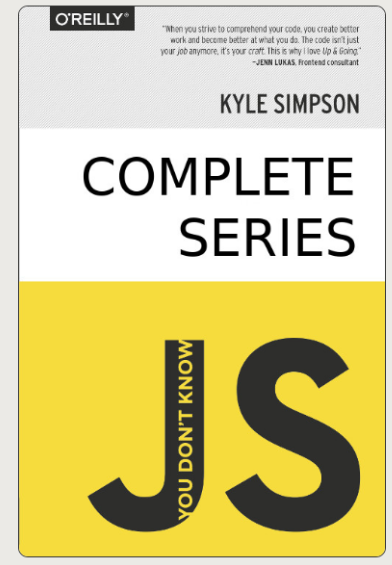 O'REILLY®
"When you strive to comprehend your code, you create better
work and become better at what you do. The code isn't just
your job anymore, it's your craft. This is why I love Up & Going."
–JENN LUKAS, Frontend consultant
KYLE SIMPSON
COMPLETE
SERIES
YOU DON'T KNOW
JS